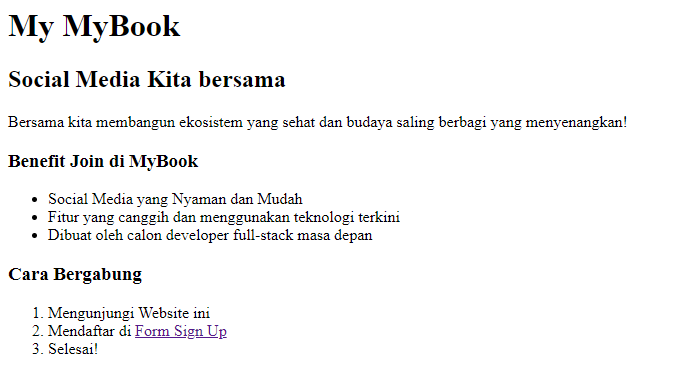 My MyBook
Social Media Kita bersama
Bersama kita membangun ekosistem yang sehat dan budaya saling berbagi yang menyenangkan!
Benefit Join di MyBook
• Social Media yang Nyaman dan Mudah
• Fitur yang canggih dan menggunakan teknologi terkini
• Dibuat oleh calon developer full-stack masa depan
Cara Bergabung
1. Mengunjungi Website ini
2. Mendaftar di Form Sign Up
3. Selesai!